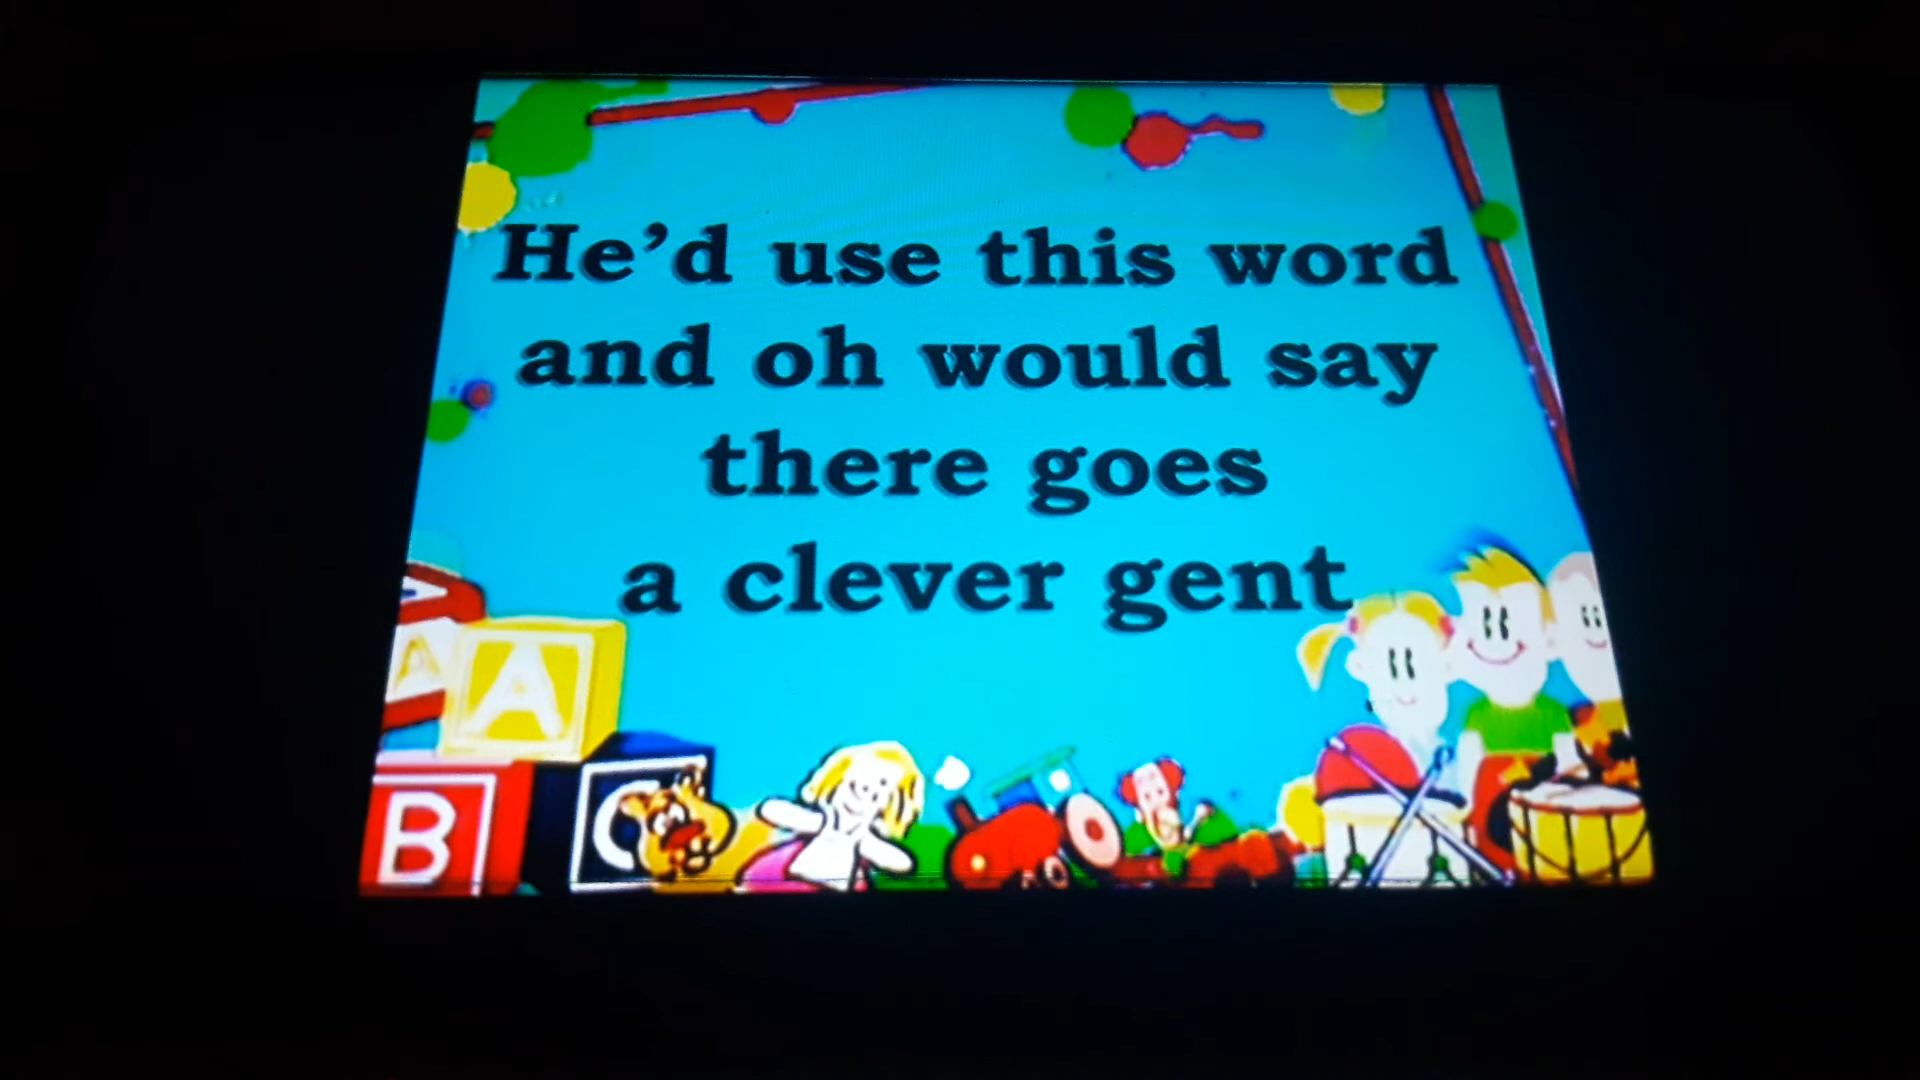 He’d use this word
and oh would say
there goes
a clever gent
A
A
B
C